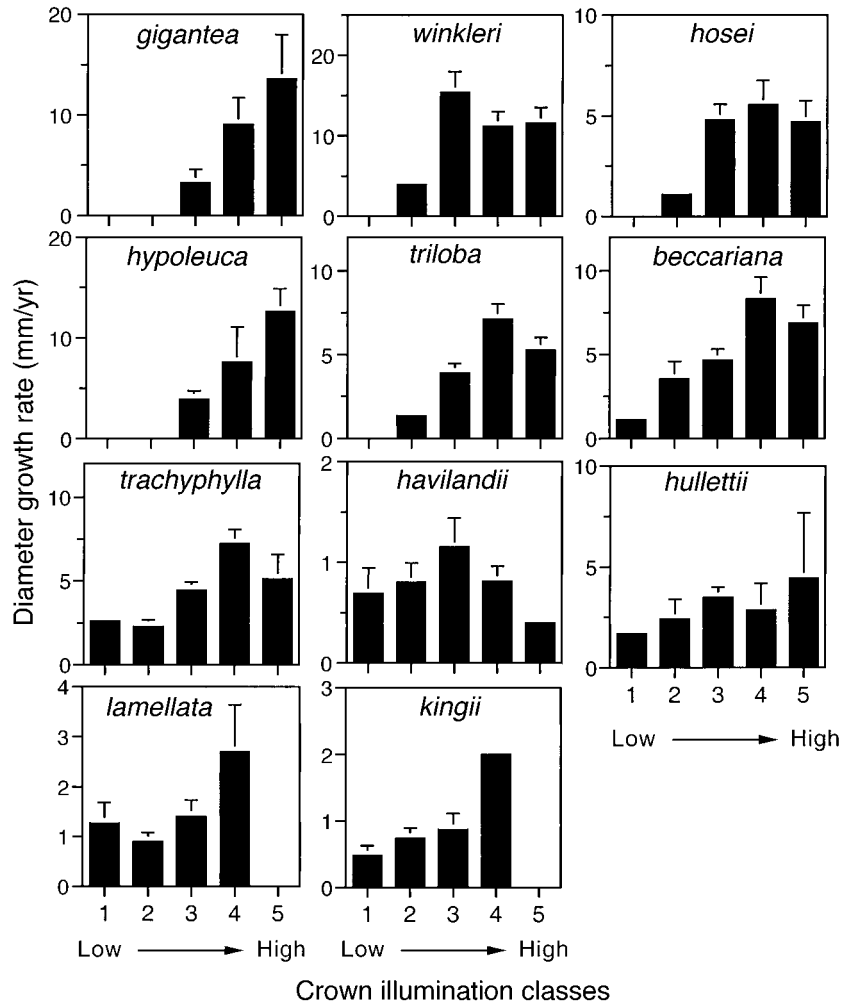 gigantea
20
10
0
winkleri
20
15
10
5
0
hosei
10
5
0
Diameter growth rate (mm/yr)
hypoleuca
20
10
0
triloba
10
5
0
beccariana
10
5
0
trachyphylla
10
5
0
havilandii
2
1
0
hullettii
10
5
0
1 2 3 4 5
Low High
lamellata
4
3
2
1
0
1 2 3 4 5
Low High
kingii
3
2
1
0
1 2 3 4 5
Low High
Crown illumination classes